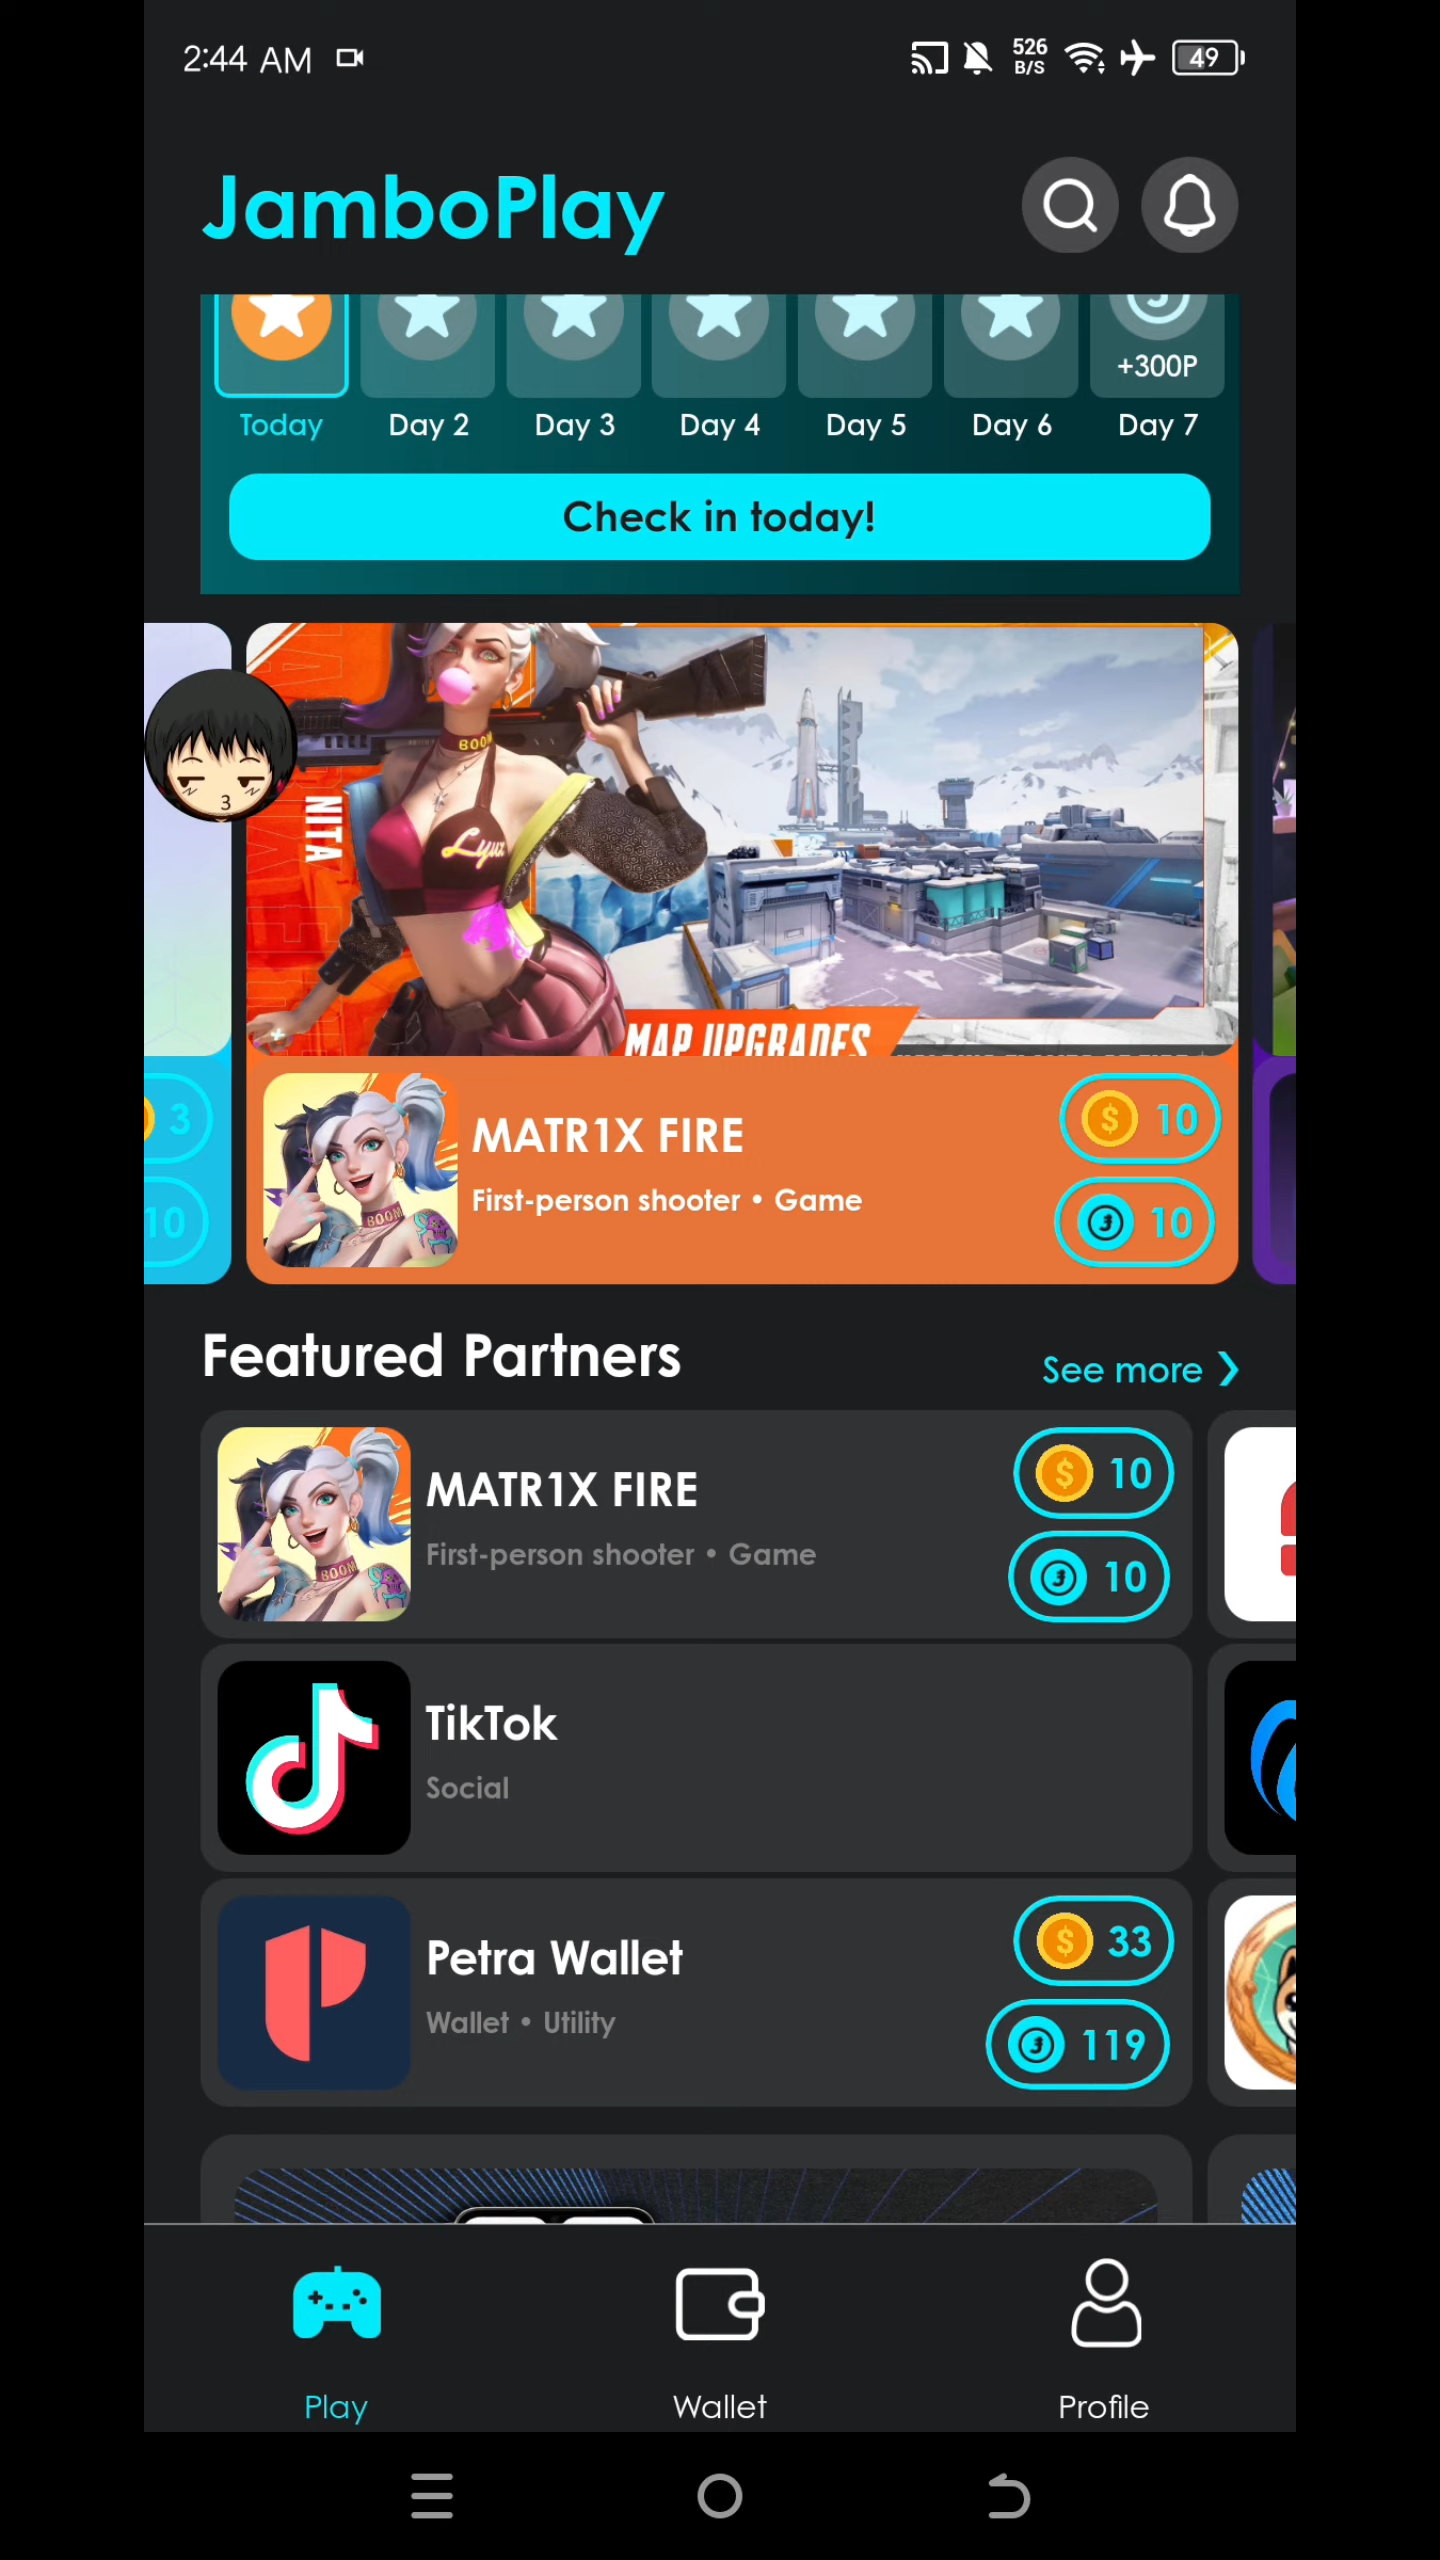 2:44 AM
526
B/S
49
JamboPlay
+300P
Today
Day 2
Day 3
Day 4
Day 5
Day 6
Day 7
Check in today!
BOOM
NITA
Lyux
MAP UPGRADES
3
10
MATR1X FIRE
First-person shooter • Game
10
10
BOOM
Featured Partners
See more
MATR1X FIRE
First-person shooter • Game
10
10
BOOM
TikTok
Social
Petra Wallet
Wallet • Utility
33
119
Play
Wallet
Profile